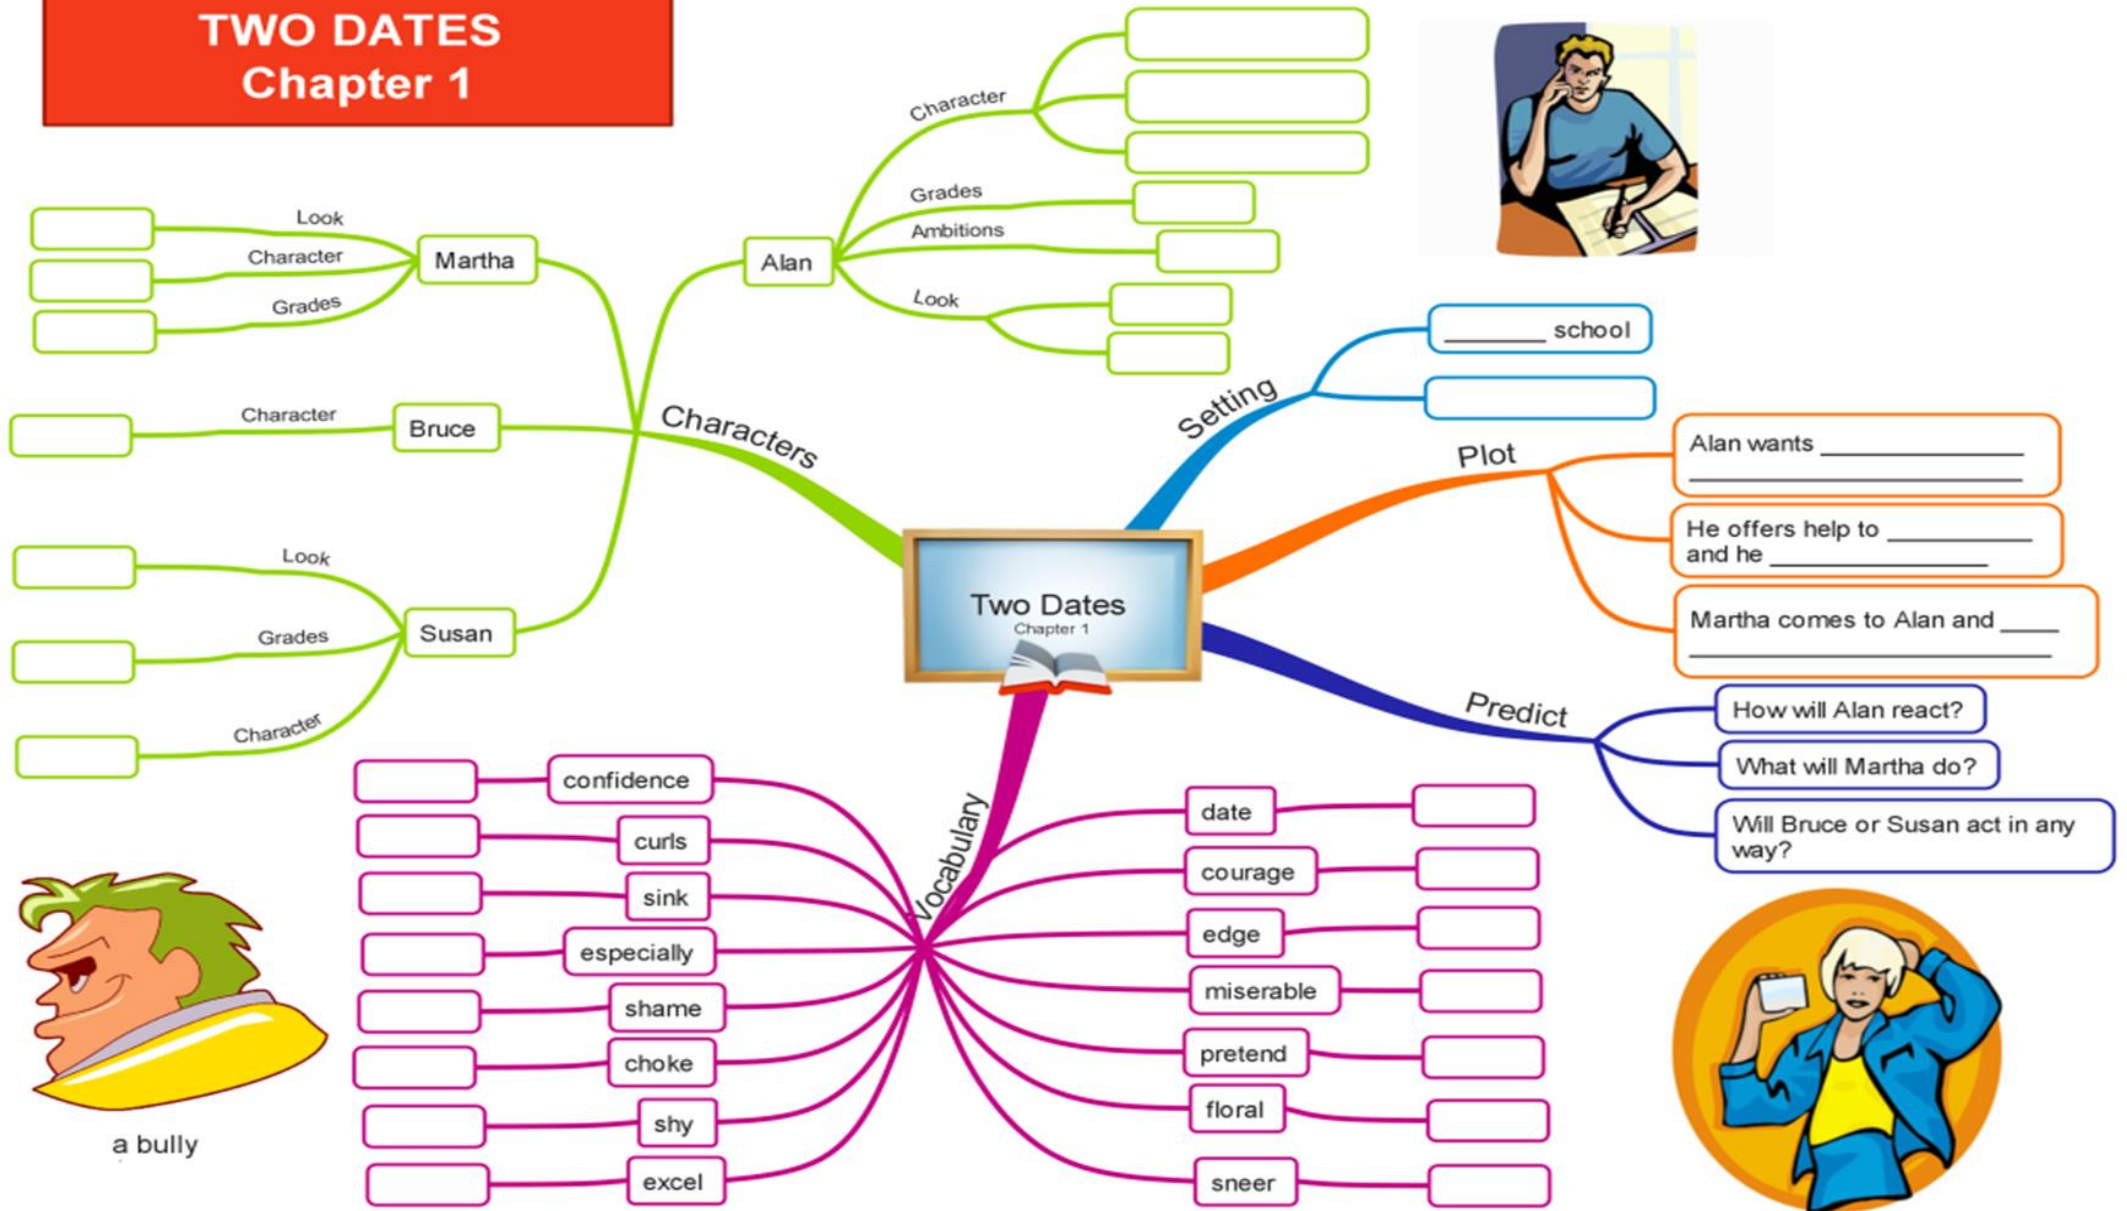 TWO DATES
Chapter 1
Characters
Alan
Character
Grades
Ambitions
Look
Martha
Look
Character
Grades
Bruce
Character
Susan
Look
Grades
Character
Setting
_______ school
Plot
Alan wants ______________
_______________________
He offers help to __________
and he _______________
Martha comes to Alan and ____
_________________________
Two Dates
Chapter 1
Predict
How will Alan react?
What will Martha do?
Will Bruce or Susan act in any
way?
Vocabulary
confidence
curls
sink
especially
shame
choke
shy
excel
date
courage
edge
miserable
pretend
floral
sneer
a bully